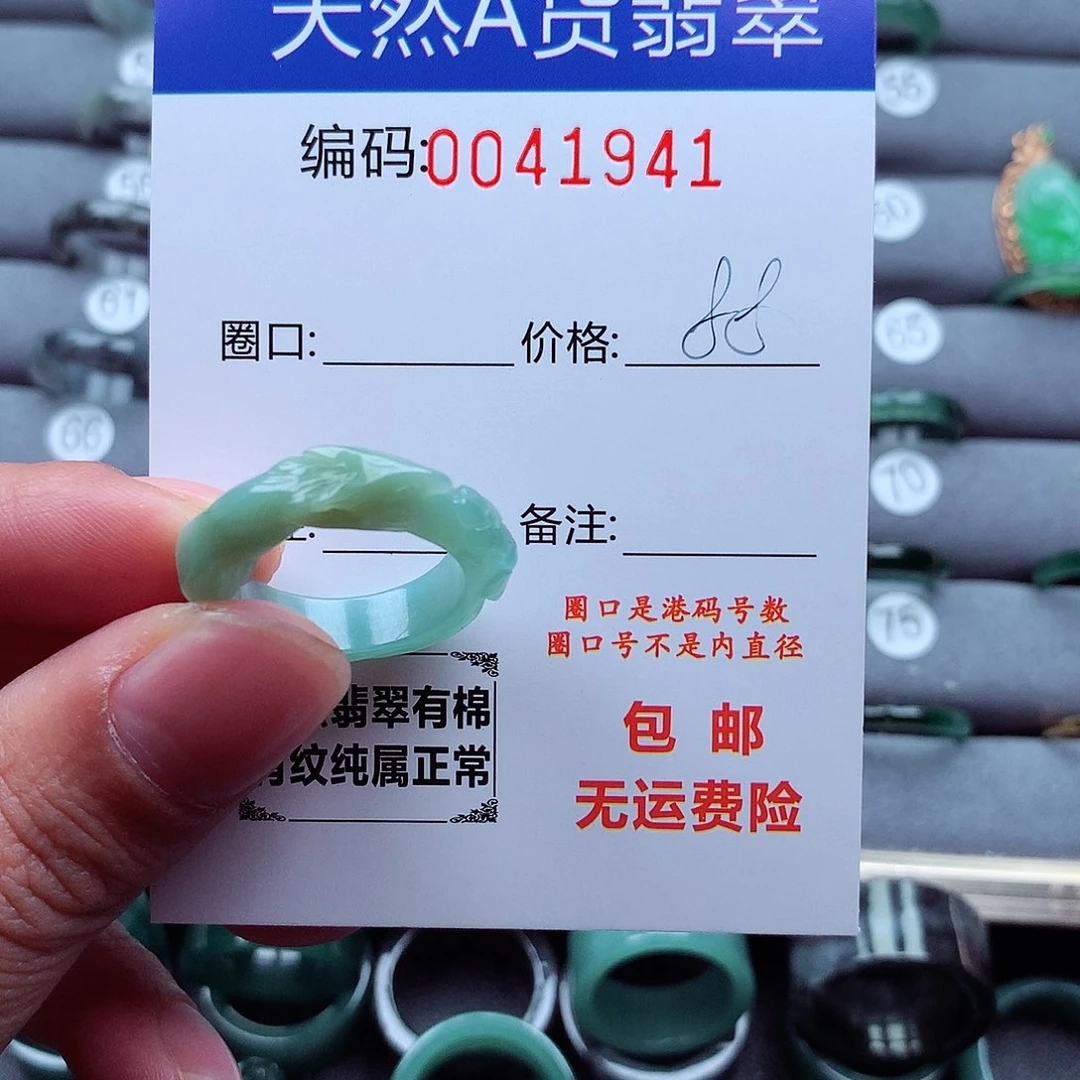 天然A货翡翠
编码:0041941
圈口:
价格: 88
备注:
圈口是港码号数
圈口号不是内直径
翡翠有棉
纹纯属正常
包 邮
无运费险
55
60
61
65
66
70
75